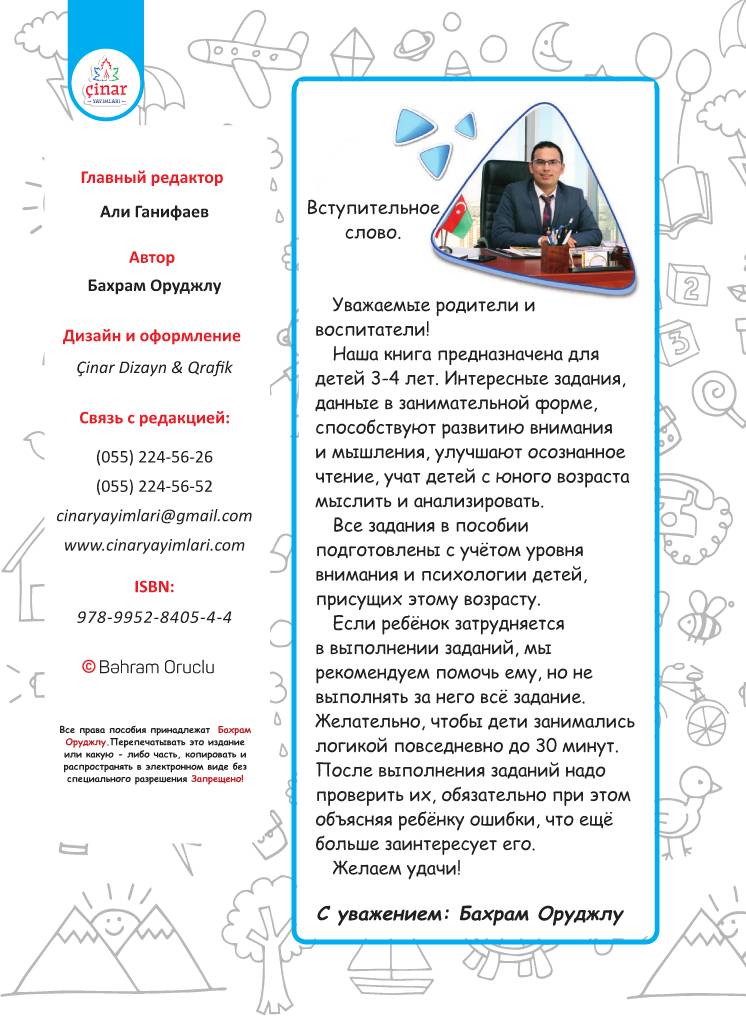 çinar
YAYIMLARI
Главный редактор
Али Ганифаев
Автор
Бахрам Оруджлу
Дизайн и оформление
Çinar Dizayn & Qrafik
Связь с редакцией:
(055) 224-56-26
(055) 224-56-52
cinaryayimlari@gmail.com
www.cinaryayimlari.com
ISBN:
978-9952-8405-4-4
© Bəhram Oruclu
Все права пособия принадлежат Бахрам
Оруджлу. Перепечатывать это издание
или какую - либо часть, копировать и
распространять в электронном виде без
специального разрешения Запрещено!
Вступительное
слово.
Уважаемые родители и
воспитатели!
Наша книга предназначена для
детей 3-4 лет. Интересные задания,
данные в занимательной форме,
способствуют развитию внимания
и мышления, улучшают осознанное
чтение, учат детей с юного возраста
мыслить и анализировать.
Все задания в пособии
подготовлены с учётом уровня
внимания и психологии детей,
присущих этому возрасту.
Если ребёнок затрудняется
в выполнении заданий, мы
рекомендуем помочь ему, но не
выполнять за него всё задание.
Желательно, чтобы дети занимались
логикой повседневно до 30 минут.
После выполнения заданий надо
проверить их, обязательно при этом
объясняя ребёнку ошибки, что ещё
больше заинтересует его.
Желаем удачи!
С уважением: Бахрам Оруджлу
2
3